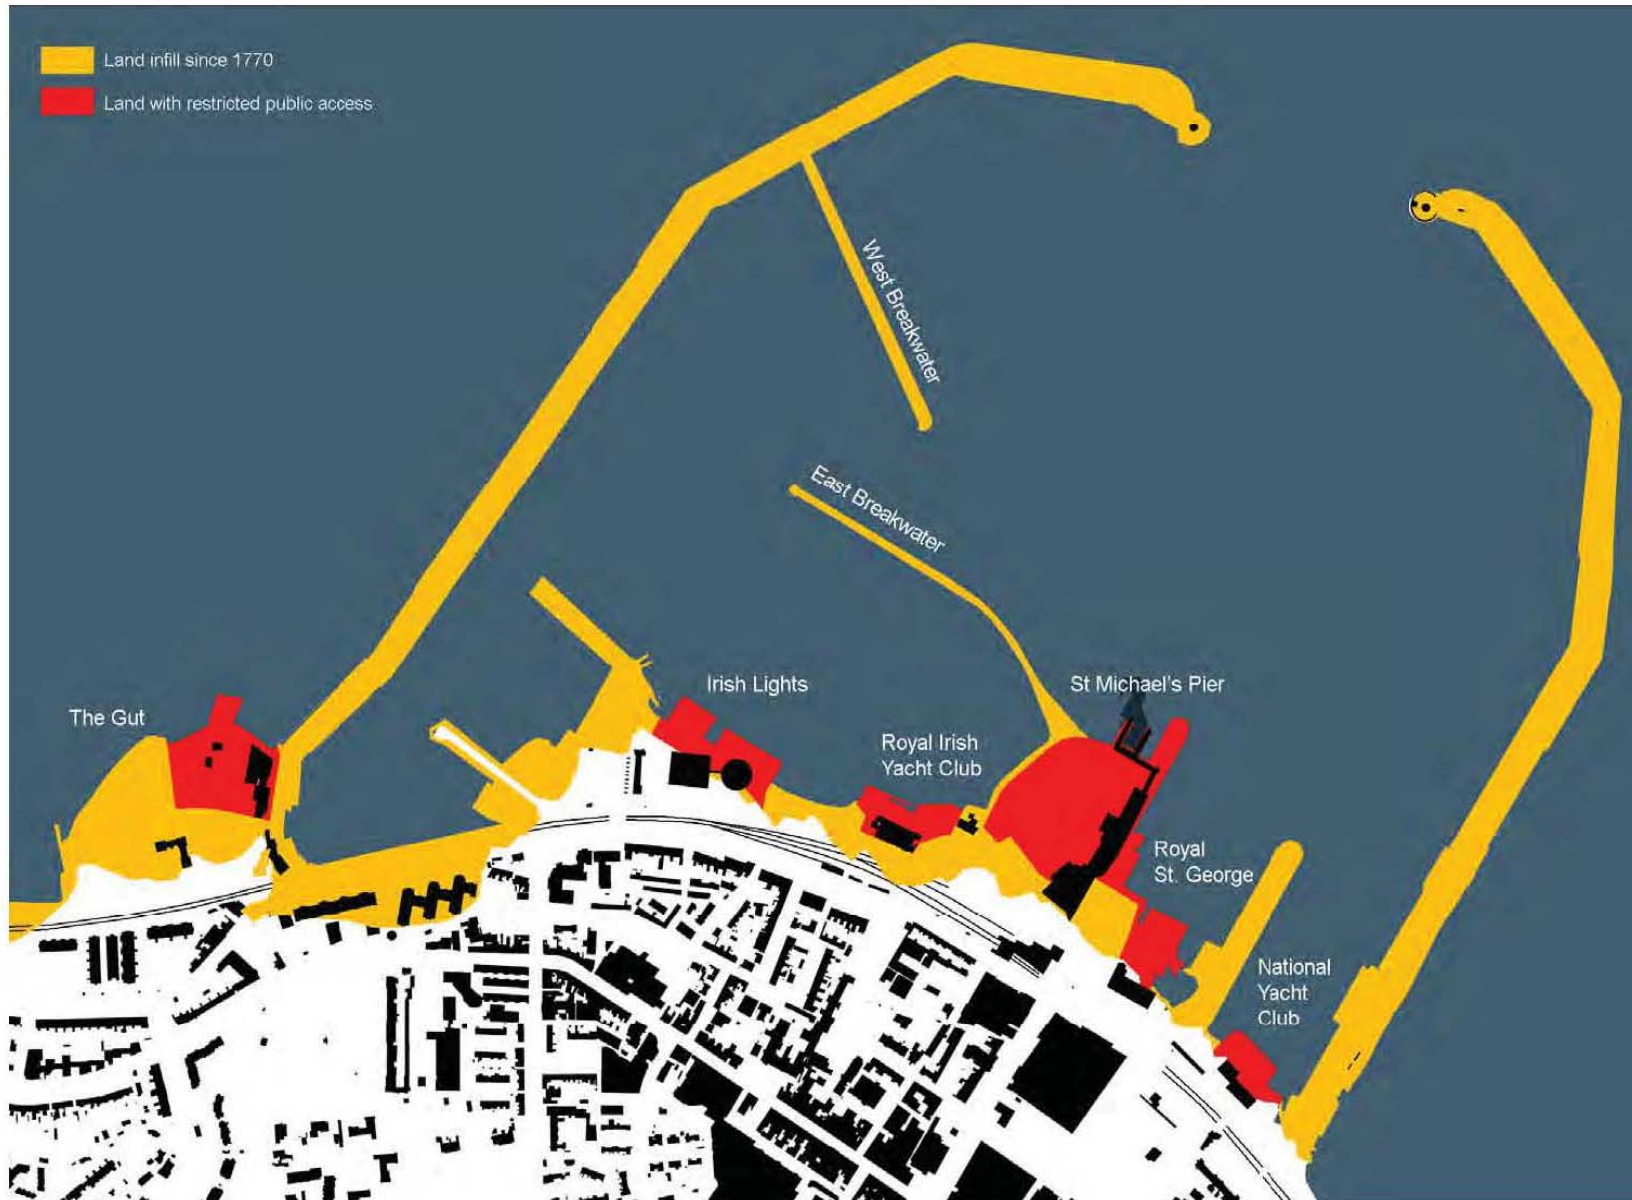 Land infill since 1770
Land with restricted public access
West Breakwater
East Breakwater
Irish Lights
St Michael's Pier
The Gut
Royal Irish
Yacht Club
Royal
St. George
National
Yacht
Club